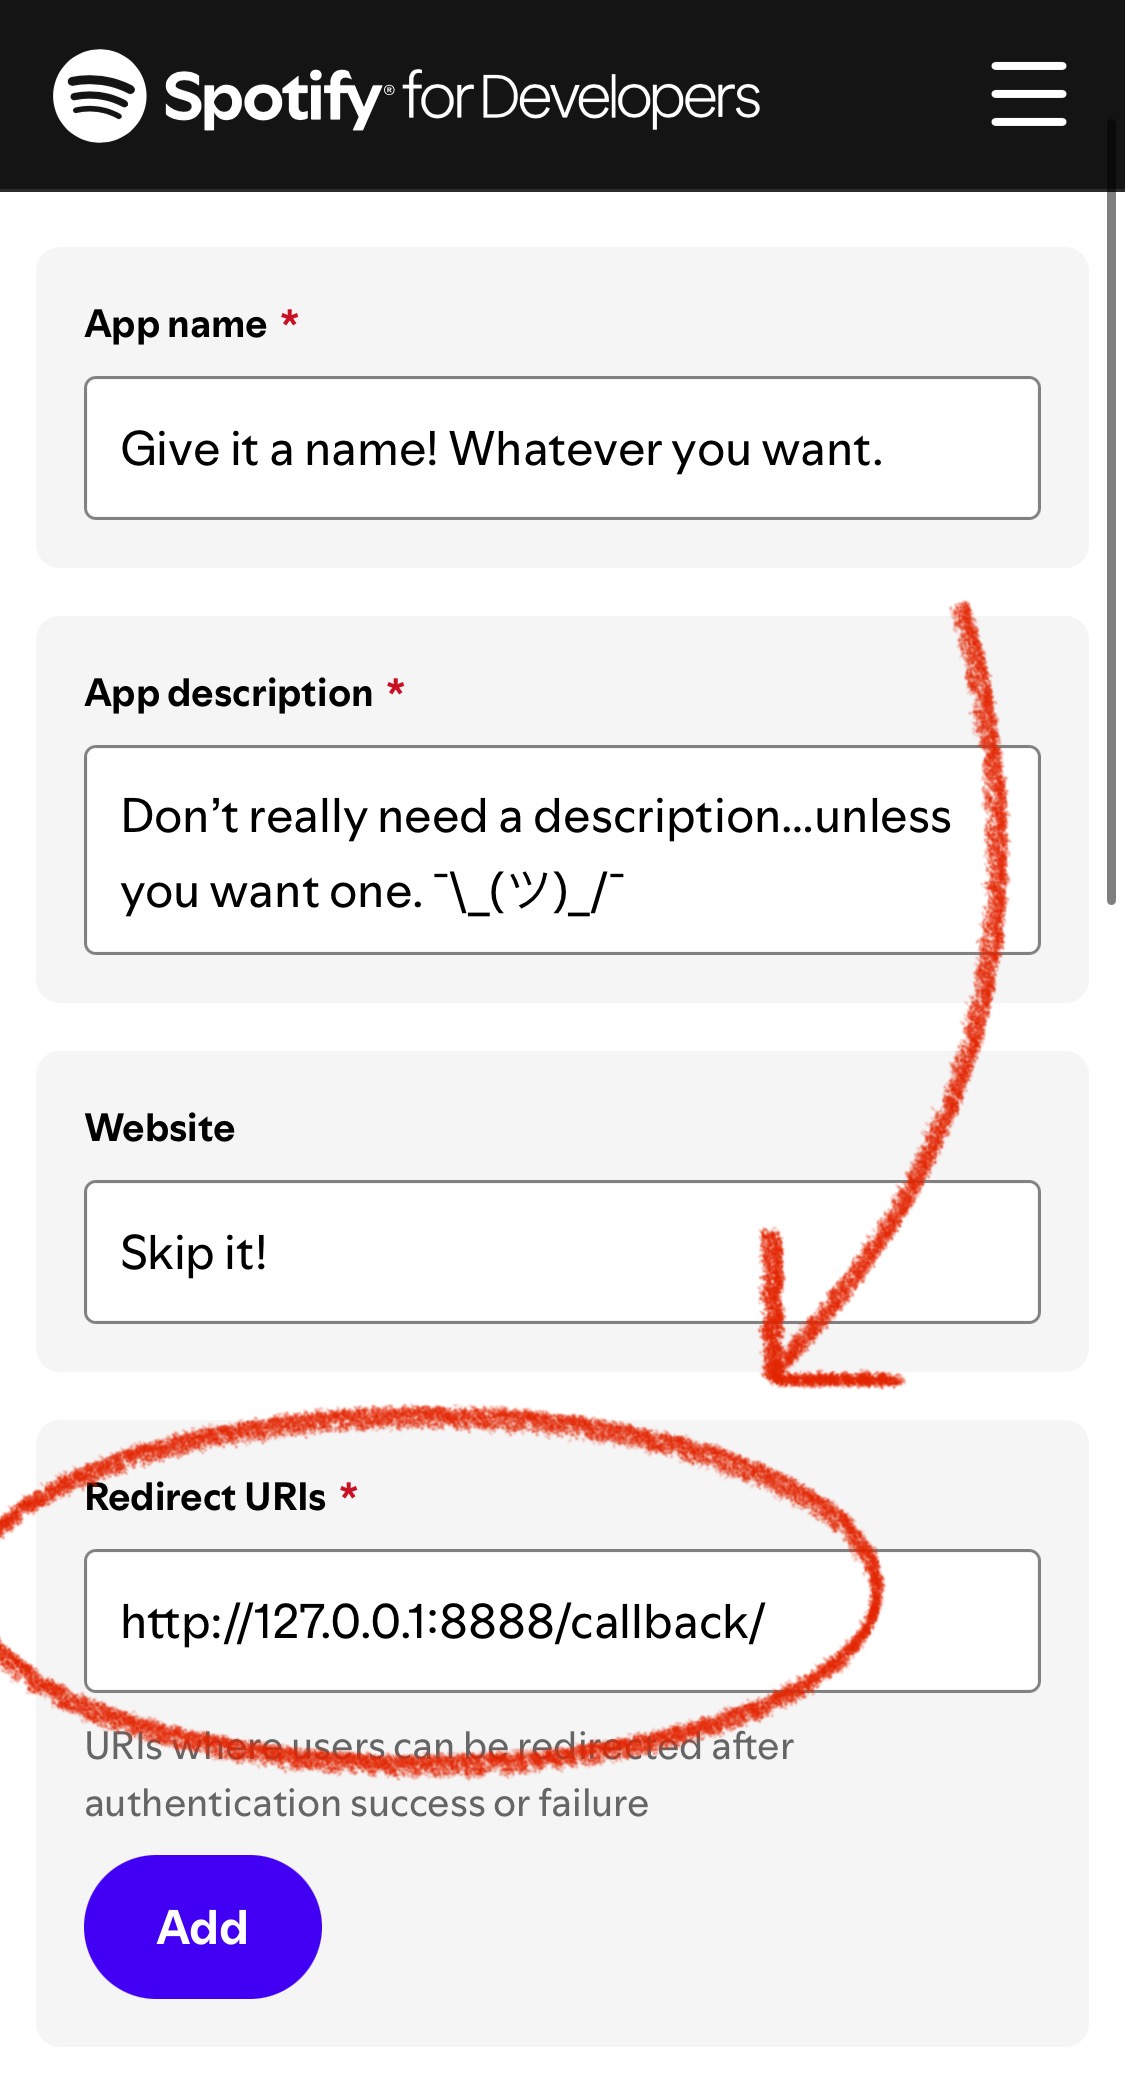 Spotify® for Developers
App name *
Give it a name! Whatever you want.
App description *
Don’t really need a description...unless
you want one. ¯\_(ツ)_/¯
Website
Skip it!
Redirect URIs *
http://127.0.0.1:8888/callback/
URIs where users can be redirected after
authentication success or failure
Add